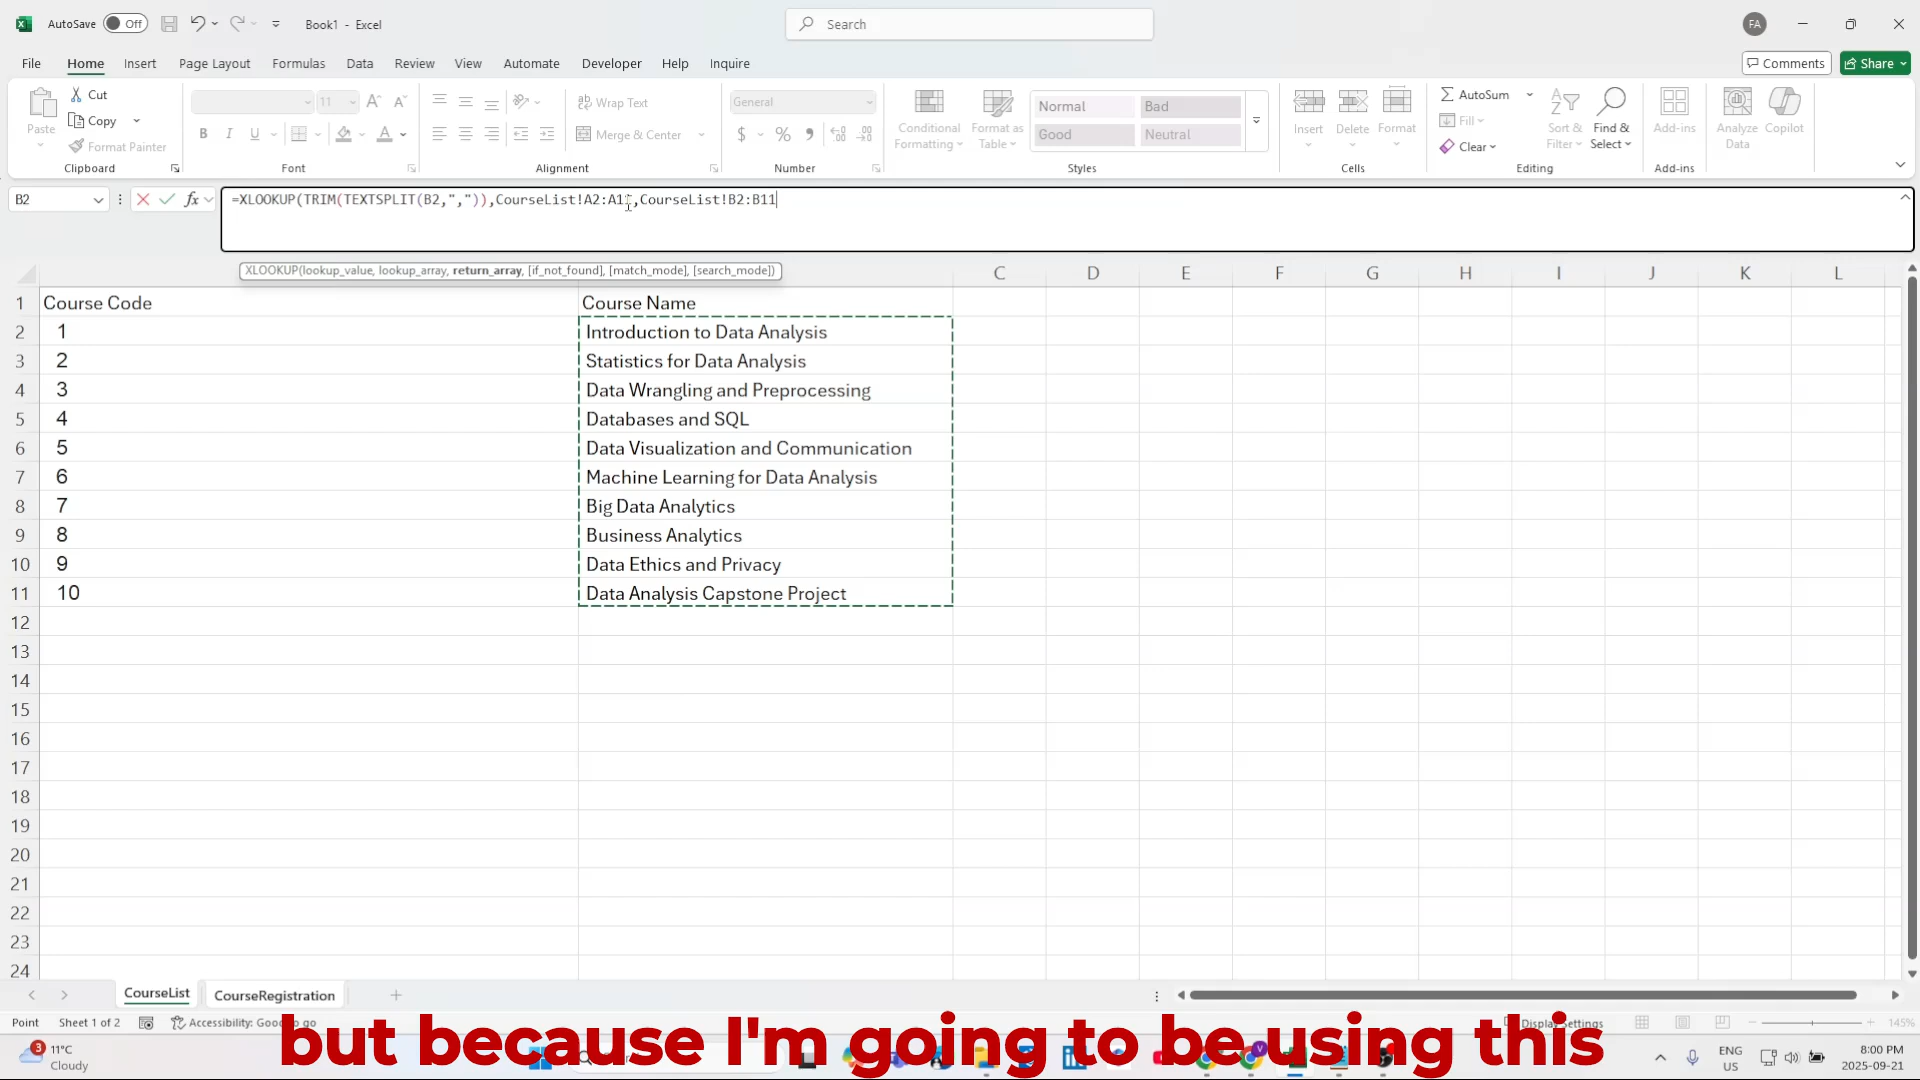 AutoSave Off Book1 - Excel
Search
FA
File Home Insert Page Layout Formulas Data Review View Automate Developer Help Inquire
Comments Share
Paste Cut Copy Format Painter Clipboard
11 B I U A Font
ab Wrap Text Merge & Center Alignment
General $ % Number
Conditional Formatting Format as Table Normal Bad Good Neutral Styles
Insert Delete Format Cells
AutoSum Fill Clear Sort & Filter Find & Select Editing
Add-ins Add-ins
Analyze Data Copilot
B2 fx =XLOOKUP(TRIM(TEXTSPLIT(B2,",")),CourseList!A2:A11,CourseList!B2:B11
XLOOKUP(lookup_value, lookup_array, return_array, [if_not_found], [match_mode], [search_mode])
C D E F G H I J K L
1 Course Code Course Name
2 1 Introduction to Data Analysis
3 2 Statistics for Data Analysis
4 3 Data Wrangling and Preprocessing
5 4 Databases and SQL
6 5 Data Visualization and Communication
7 6 Machine Learning for Data Analysis
8 7 Big Data Analytics
9 8 Business Analytics
10 9 Data Ethics and Privacy
11 10 Data Analysis Capstone Project
12
13
14
15
16
17
18
19
20
21
22
23
24
CourseList CourseRegistration
Point Sheet 1 of 2 Accessibility: Good to go Display Settings 145%
but because I'm going to be using this
3 11°C
Cloudy
ENG
US
8:00 PM
2025-09-21